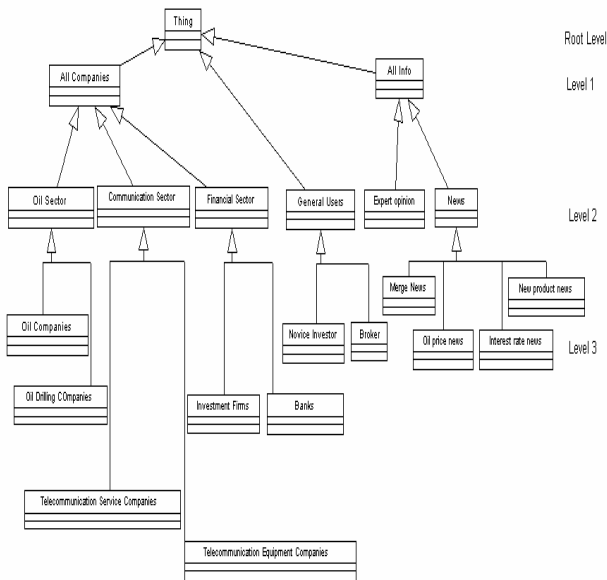 Thing
Root Level
All Companies
All Info
Level 1
Oil Sector
Communication Sector
Financial Sector
General Users
Expert opinion
News
Level 2
Merge News
New product news
Oil Companies
Novice Investor
Broker
Oil price news
Interest rate news
Level 3
Oil Drilling COmpanies
Investment Firms
Banks
Telecommunication Service Companies
Telecommunication Equipment Companies